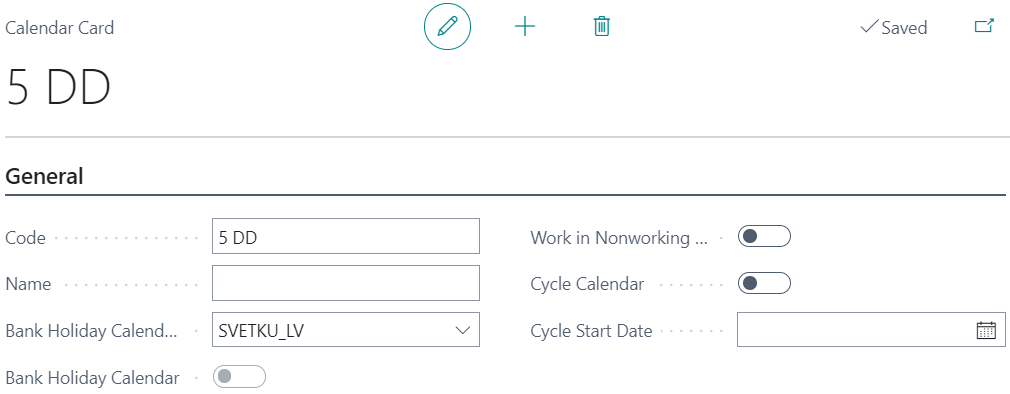 Calendar Card
Saved
5 DD
General
Code
5 DD
Work in Nonworking ...
Name
Cycle Calendar
Bank Holiday Calend...
SVETKU_LV
Cycle Start Date
Bank Holiday Calendar